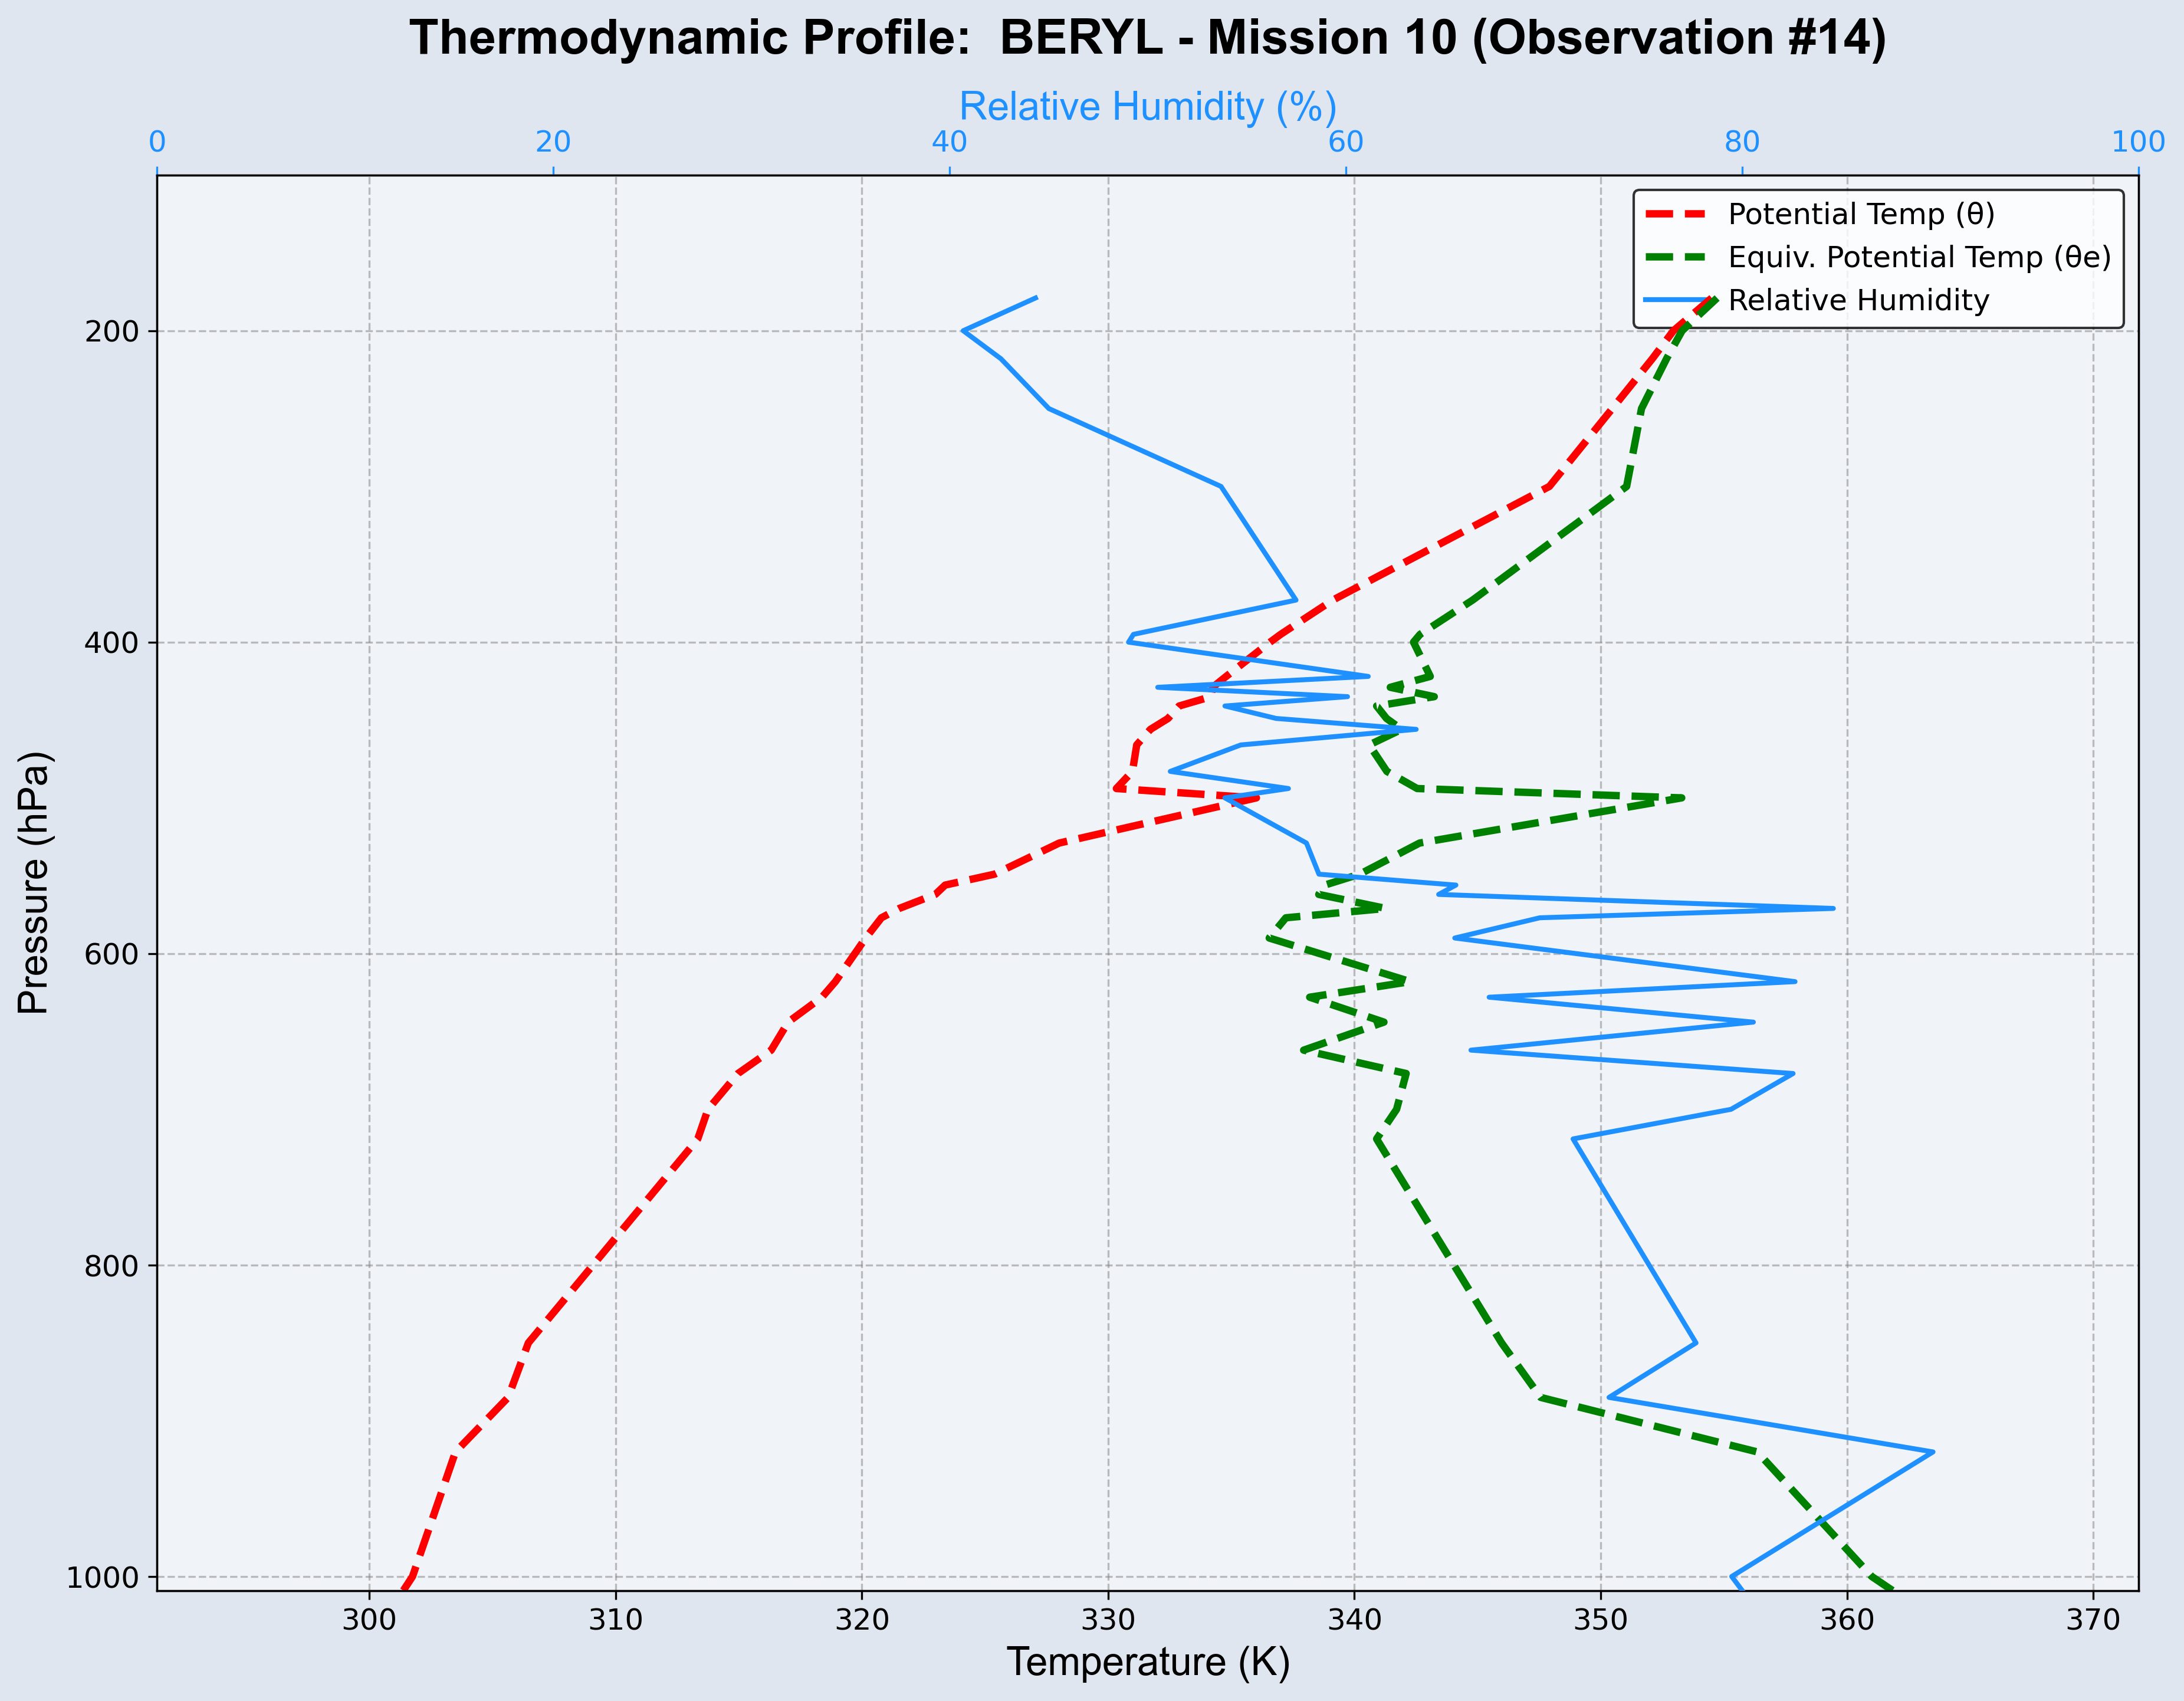 Thermodynamic Profile:  BERYL - Mission 10 (Observation #14)
Relative Humidity (%)
0 20 40 60 80 100
Potential Temp (θ)
Equiv. Potential Temp (θe)
Relative Humidity
200
400
600
800
1000
Pressure (hPa)
300 310 320 330 340 350 360 370
Temperature (K)